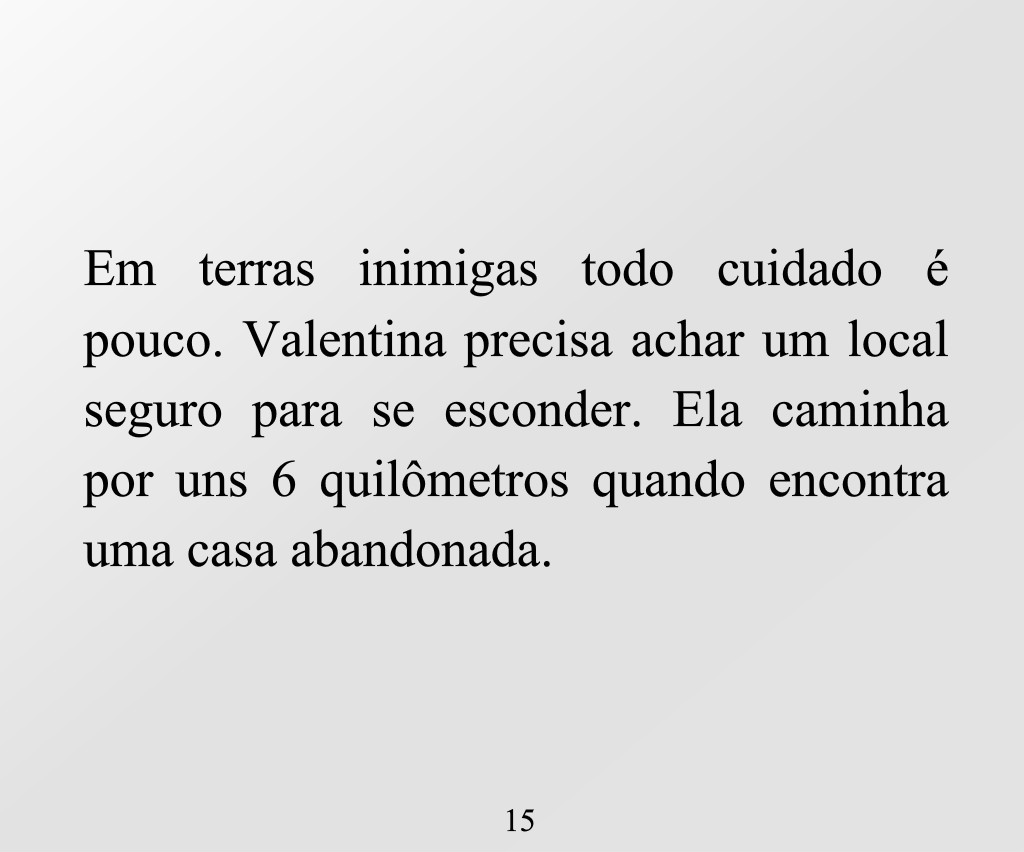 Em terras inimigas todo cuidado é
pouco. Valentina precisa achar um local
seguro para se esconder. Ela caminha
por uns 6 quilômetros quando encontra
uma casa abandonada.
15